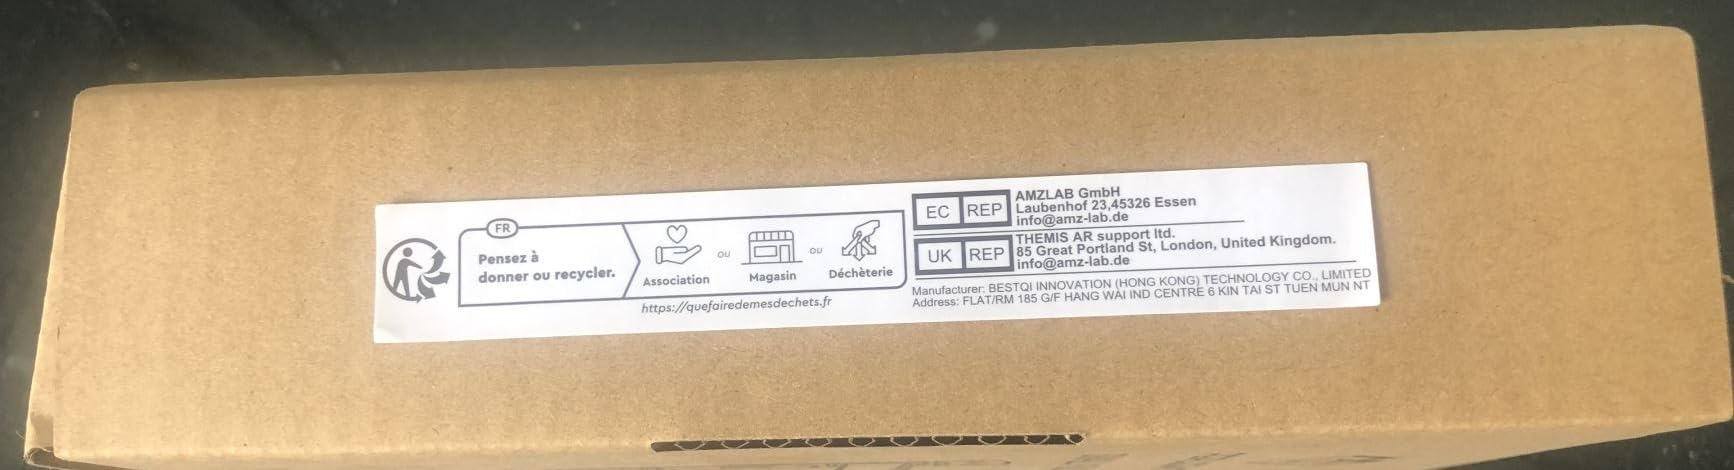 FR
Pensez à
donner ou recycler.
Association
ou
Magasin
ou
Déchèterie
https://quefairedemesdechets.fr
EC REP
AMZLAB GmbH
Laubenhof 23,45326 Essen
info@amz-lab.de
UK REP
THEMIS AR support ltd.
85 Great Portland St, London, United Kingdom.
info@amz-lab.de
Manufacturer: BESTQI INNOVATION (HONG KONG) TECHNOLOGY CO., LIMITED
Address: FLAT/RM 185 G/F HANG WAI IND CENTRE 6 KIN TAI ST TUEN MUN NT